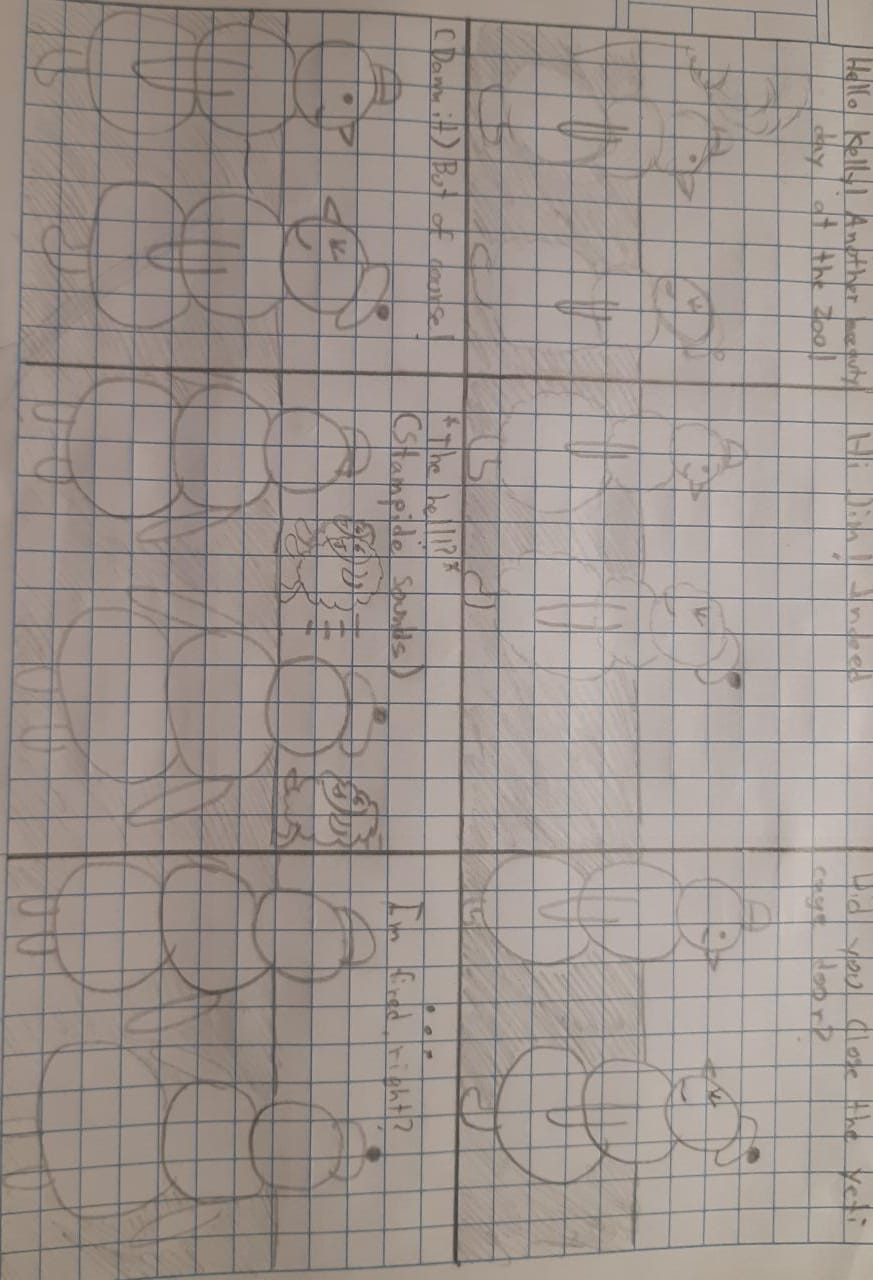 Hello Kelly! Another beauty
day at the zoo!
Hi Jim! Indeed
Did you close the yeti
cage door?
(Damn it) But of course!
*The hell!?*
(Stampide sounds)
...
I'm fired, right?